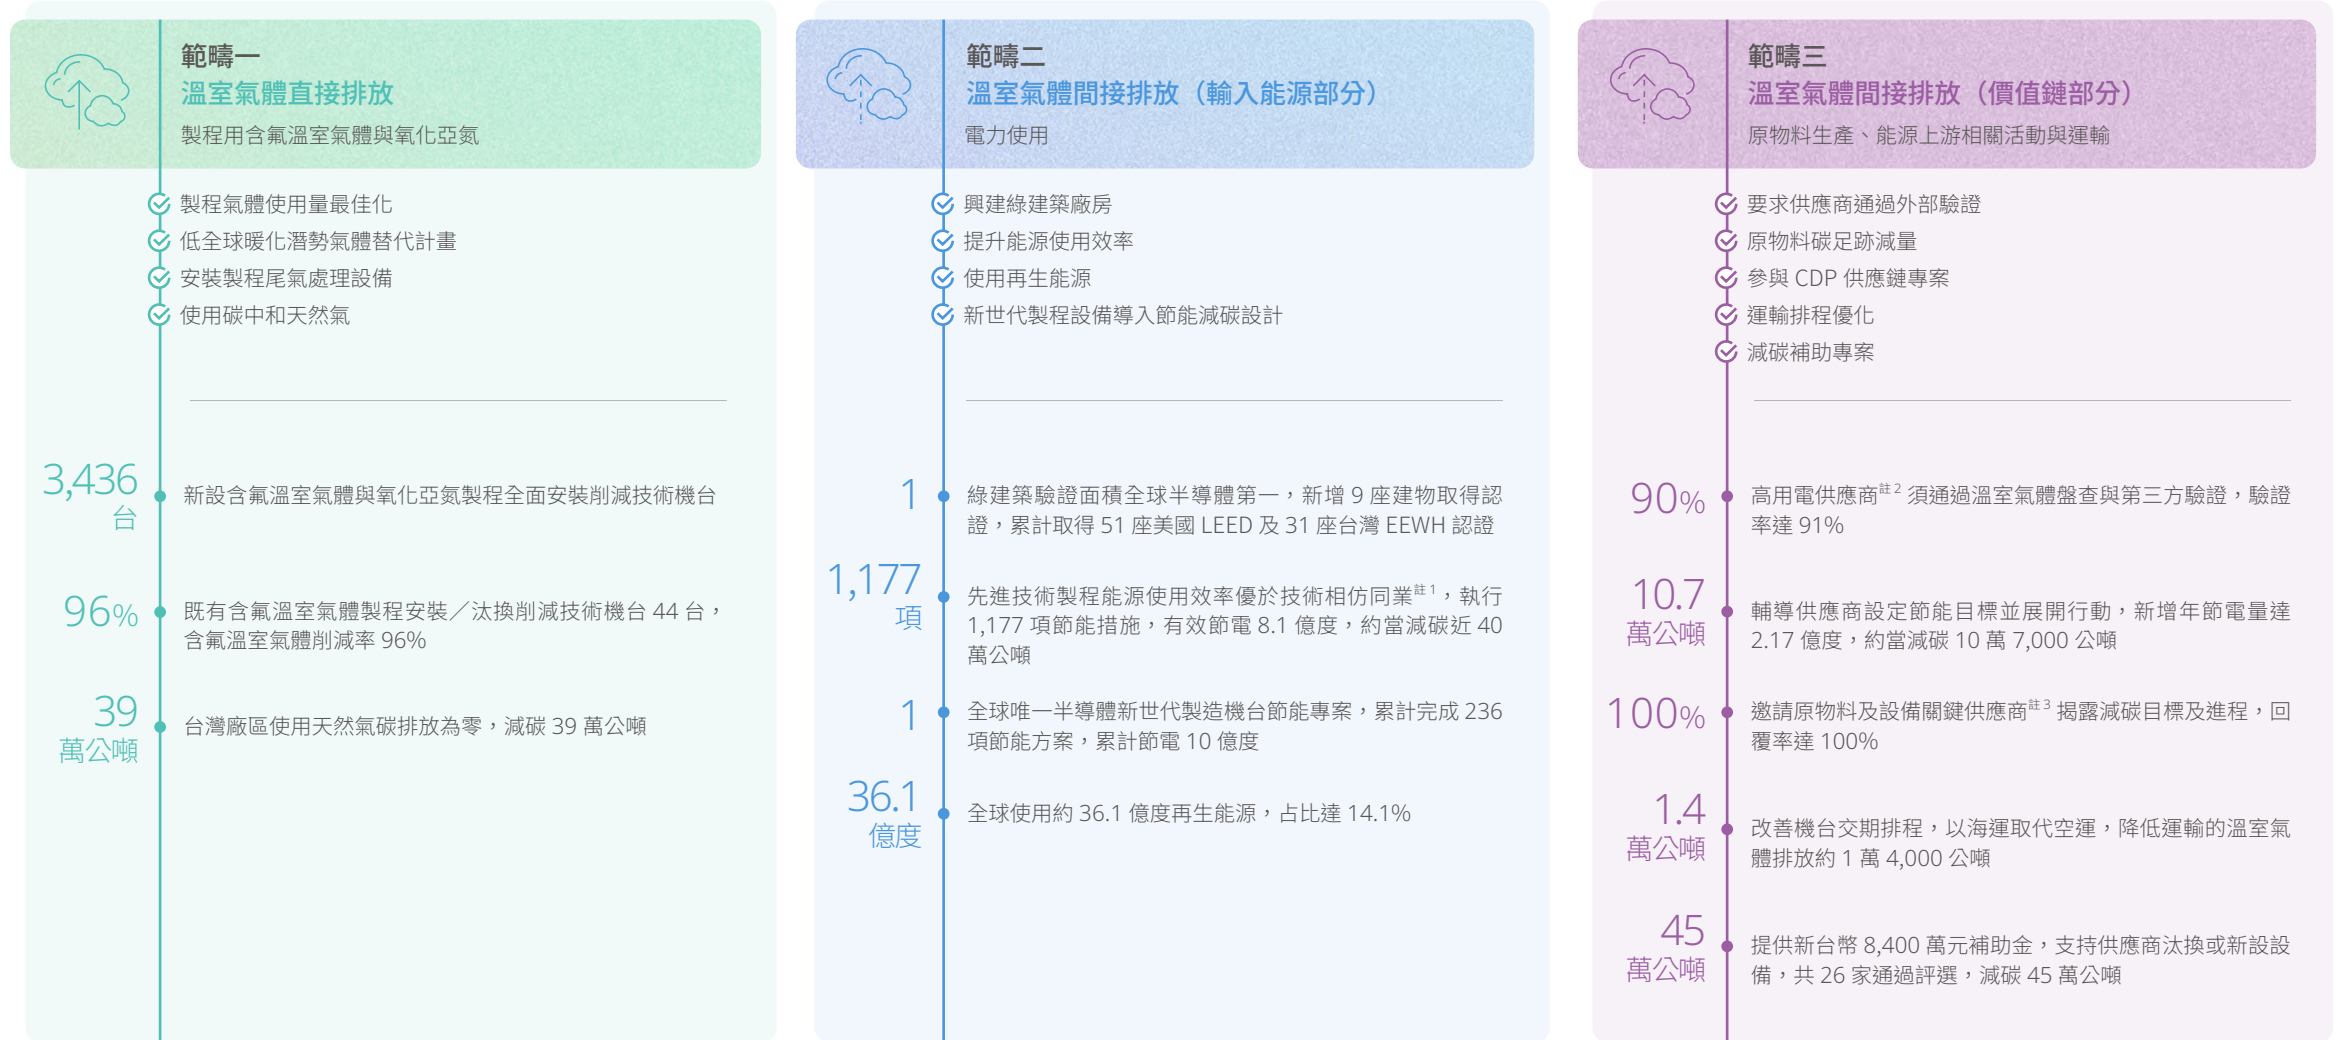 範疇一
溫室氣體直接排放
製程用含氟溫室氣體與氧化亞氮
製程氣體使用量最佳化
低全球暖化潛勢氣體替代計畫
安裝製程尾氣處理設備
使用碳中和天然氣
3,436
台
新設含氟溫室氣體與氧化亞氮製程全面安裝削減技術機台
96%
既有含氟溫室氣體製程安裝／汰換削減技術機台 44 台，
含氟溫室氣體削減率 96%
39
萬公噸
台灣廠區使用天然氣碳排放為零，減碳 39 萬公噸
範疇二
溫室氣體間接排放（輸入能源部分）
電力使用
興建綠建築廠房
提升能源使用效率
使用再生能源
新世代製程設備導入節能減碳設計
1
綠建築驗證面積全球半導體第一，新增 9 座建物取得認
證，累計取得 51 座美國 LEED 及 31 座台灣 EEWH 認證
1,177
項
先進技術製程能源使用效率優於技術相仿同業註 1，執行
1,177 項節能措施，有效節電 8.1 億度，約當減碳近 40
萬公噸
1
全球唯一半導體新世代製造機台節能專案，累計完成 236
項節能方案，累計節電 10 億度
36.1
億度
全球使用約 36.1 億度再生能源，占比達 14.1%
範疇三
溫室氣體間接排放（價值鏈部分）
原物料生產、能源上游相關活動與運輸
要求供應商通過外部驗證
原物料碳足跡減量
參與 CDP 供應鏈專案
運輸排程優化
減碳補助專案
90%
高用電供應商註 2 須通過溫室氣體盤查與第三方驗證，驗證
率達 91%
10.7
萬公噸
輔導供應商設定節能目標並展開行動，新增年節電量達
2.17 億度，約當減碳 10 萬 7,000 公噸
100%
邀請原物料及設備關鍵供應商註 3 揭露減碳目標及進程，回
覆率達 100%
1.4
萬公噸
改善機台交期排程，以海運取代空運，降低運輸的溫室氣
體排放約 1 萬 4,000 公噸
45
萬公噸
提供新台幣 8,400 萬元補助金，支持供應商汰換或新設設
備，共 26 家通過評選，減碳 45 萬公噸